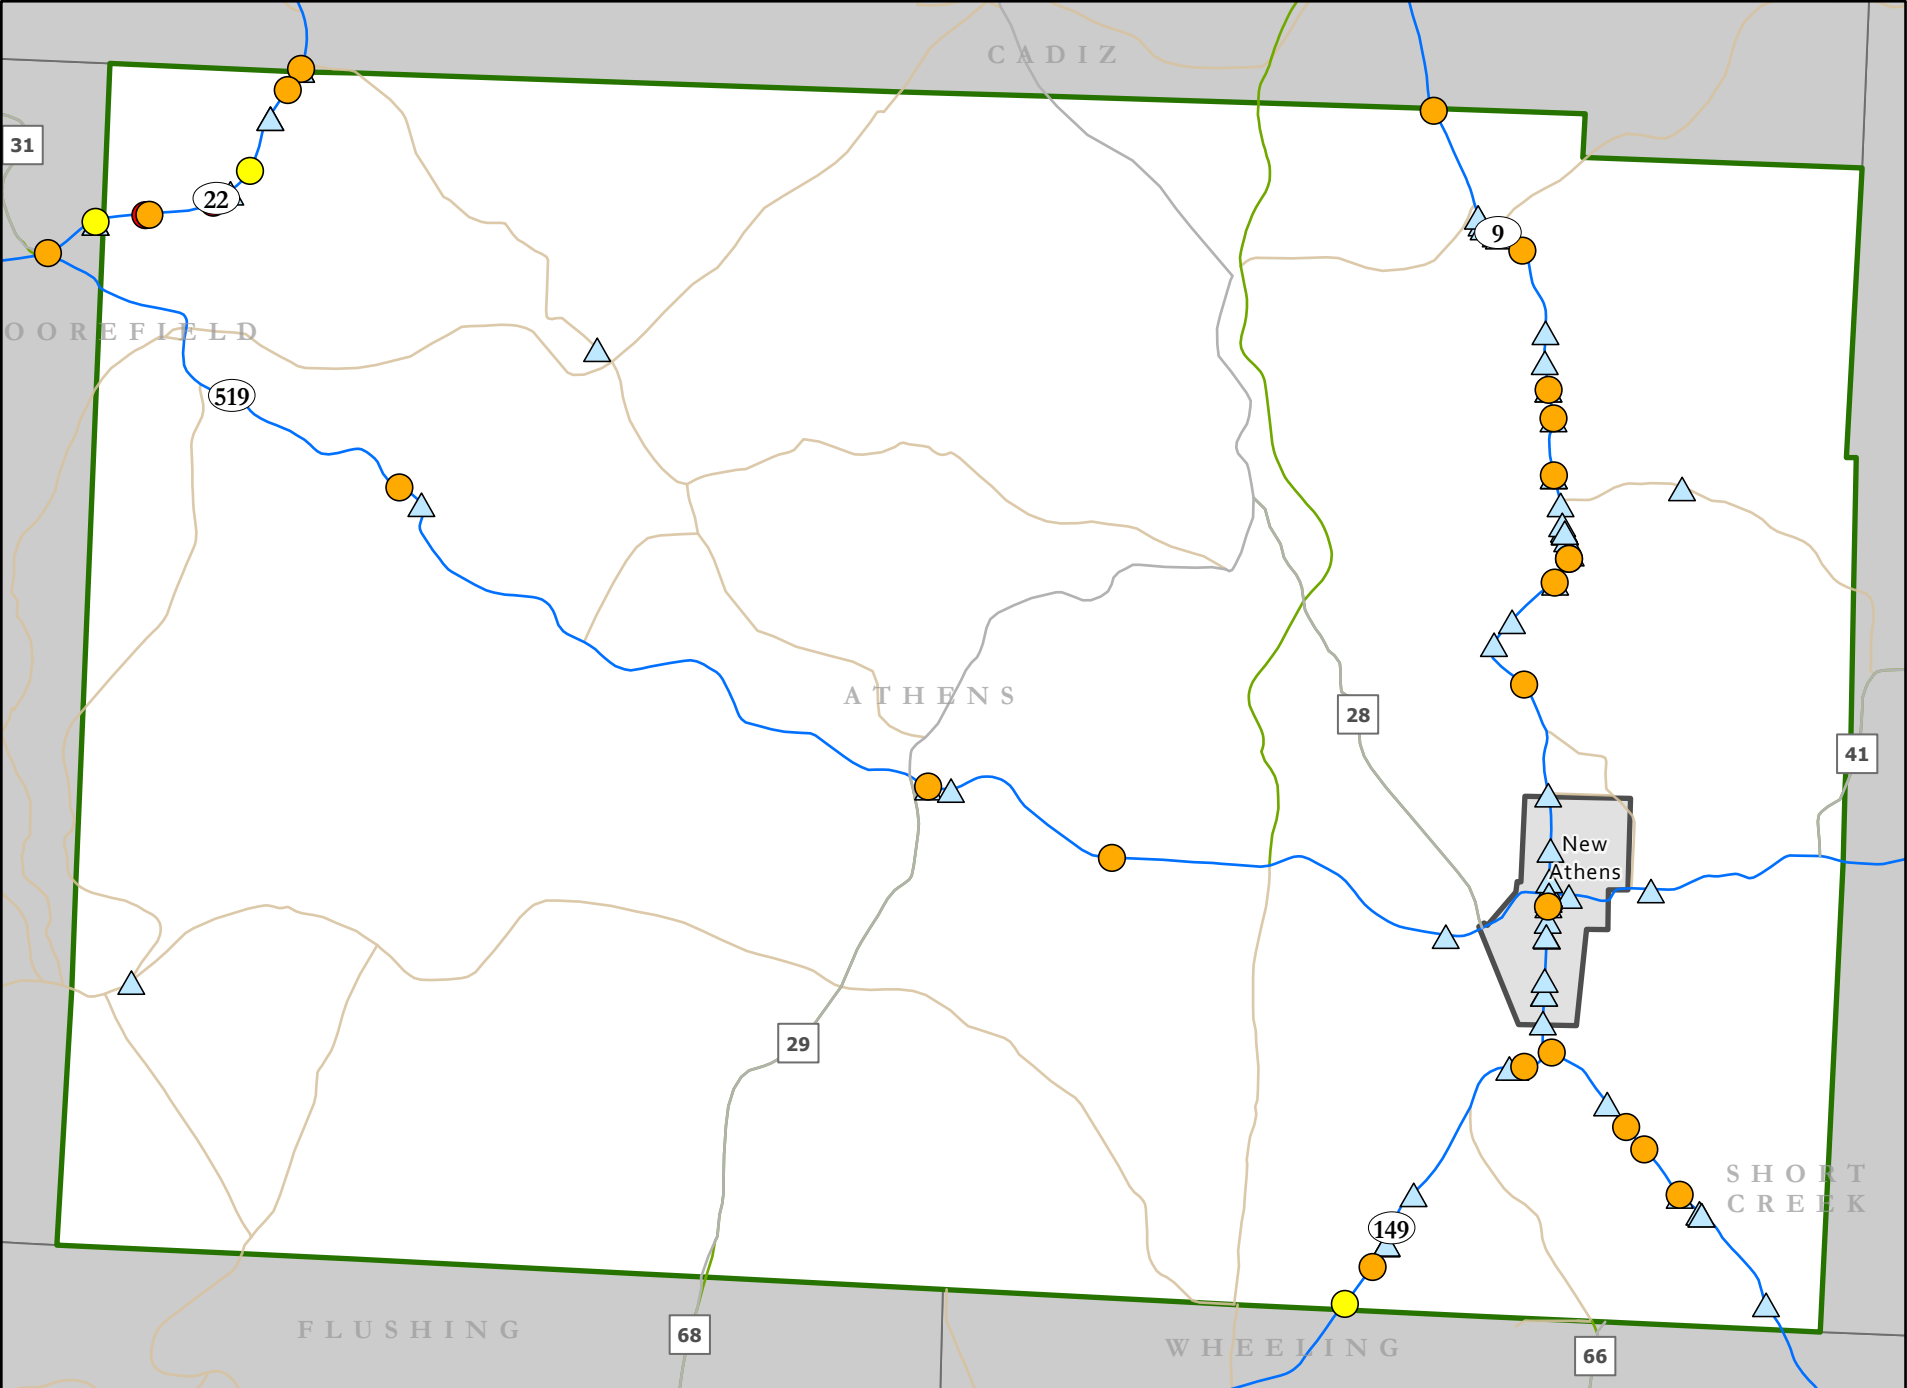 CADIZ
31
22
9
OOREFIELD
519
ATHENS
28
41
New
Athens
29
SHORT
CREEK
149
FLUSHING
68
WHEELING
66